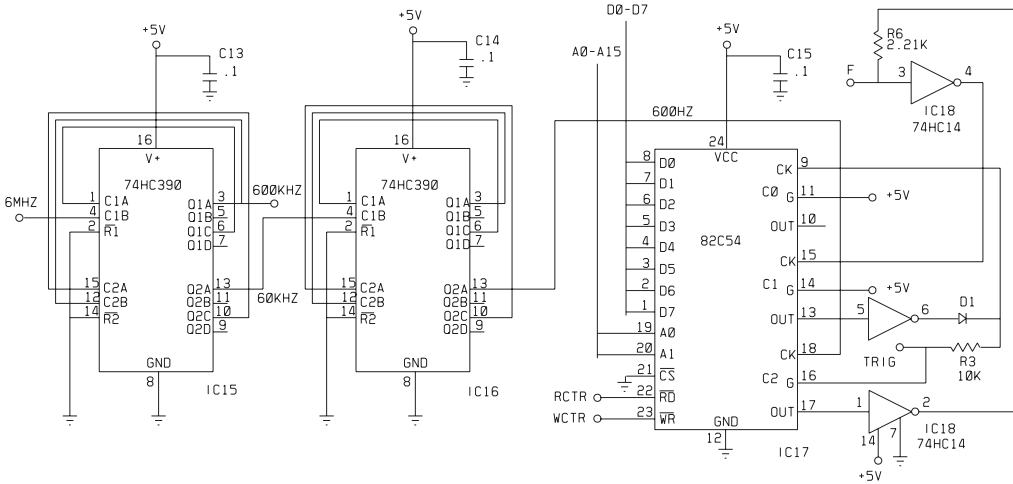 +5V
C13
.1
16
V+
74HC390
6MHZ
1
C1A
4
C1B
2
R1
15
C2A
12
C2B
14
R2
Q1A
3
Q1B
5
Q1C
6
Q1D
7
Q2A
13
Q2B
11
Q2C
10
Q2D
9
600KHZ
60KHZ
GND
8
IC15
+5V
C14
.1
16
V+
74HC390
1
C1A
4
C1B
2
R1
15
C2A
12
C2B
14
R2
Q1A
3
Q1B
5
Q1C
6
Q1D
7
Q2A
13
Q2B
11
Q2C
10
Q2D
9
GND
8
IC16
D0-D7
A0-A15
600HZ
+5V
C15
.1
24
VCC
82C54
8
D0
7
D1
6
D2
5
D3
4
D4
3
D5
2
D6
1
D7
19
A0
20
A1
21
CS
RCTR
22
RD
WCTR
23
WR
CK
9
C0
G
11
+5V
OUT
10
CK
15
C1
G
14
+5V
OUT
13
CK
18
C2
G
16
OUT
17
GND
12
IC17
R6
2.21K
F
3
4
IC18
74HC14
5
6
D1
TRIG
R3
10K
1
2
14
7
+5V
IC18
74HC14